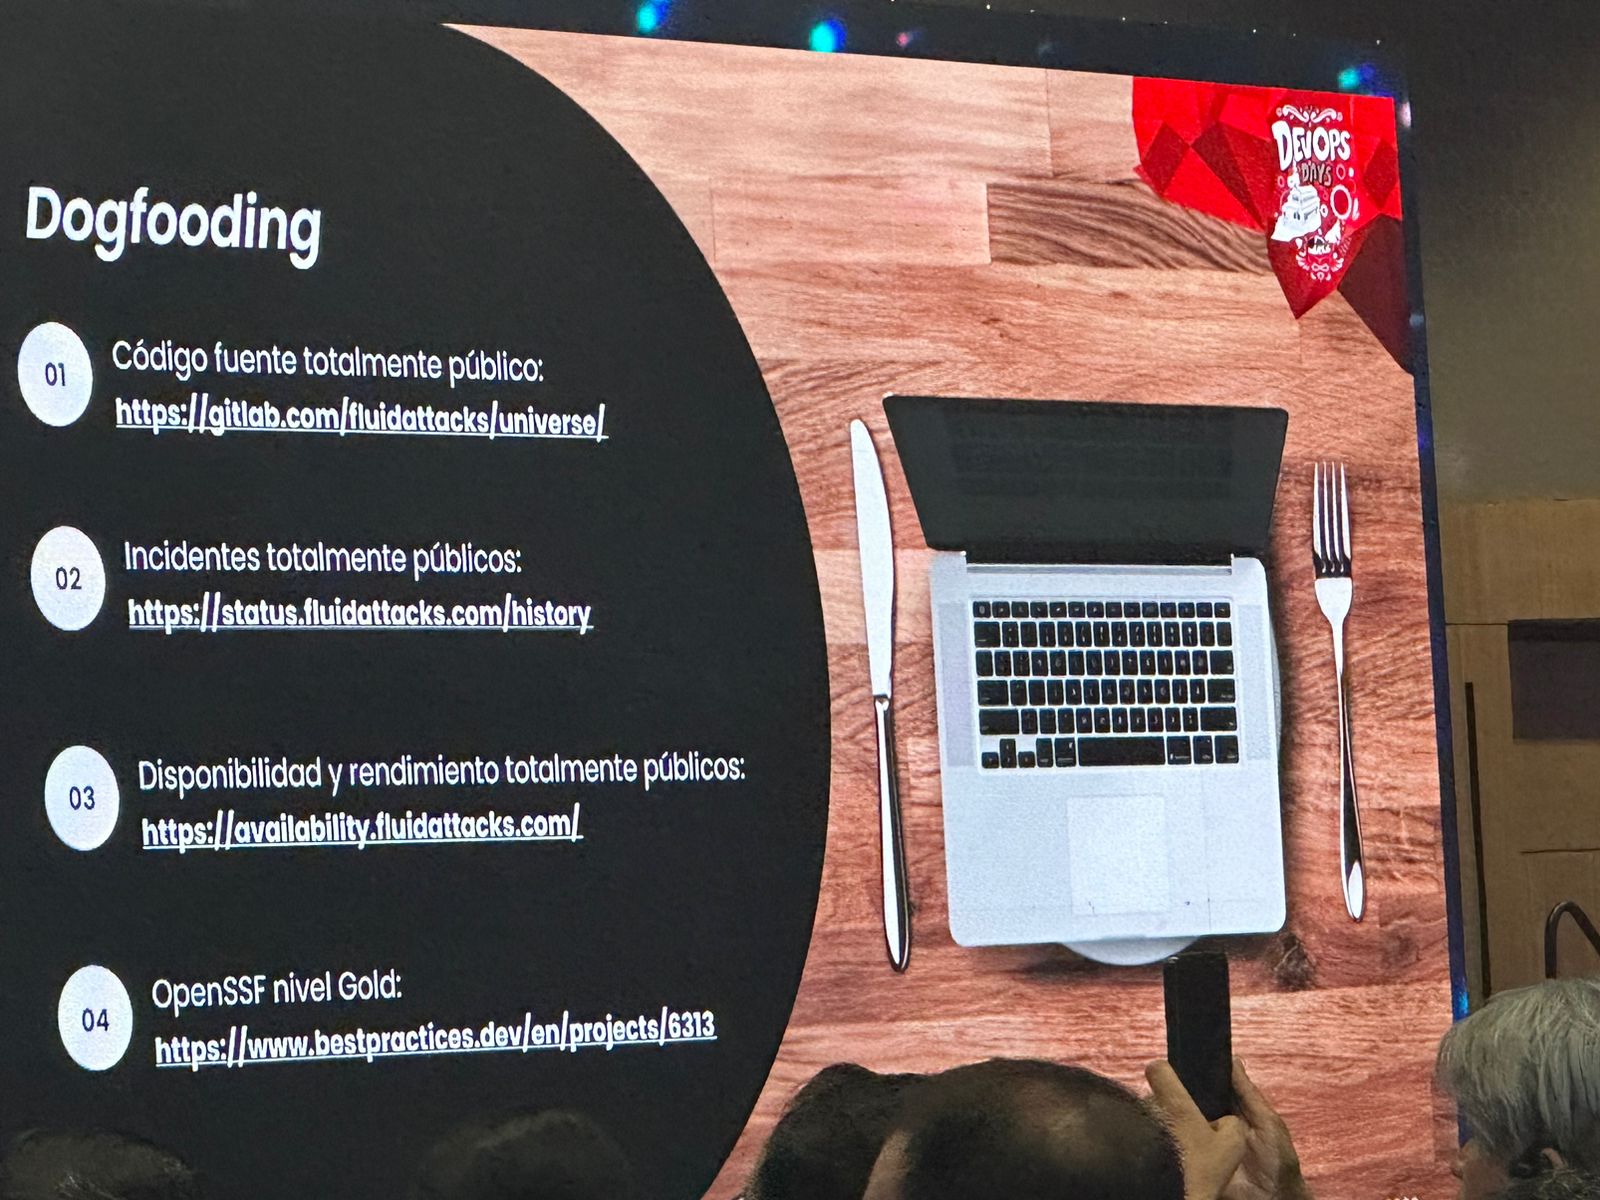 Dogfooding
01
Código fuente totalmente público:
https://gitlab.com/fluidattacks/universe/
02
Incidentes totalmente públicos:
https://status.fluidattacks.com/history
03
Disponibilidad y rendimiento totalmente públicos:
https://availability.fluidattacks.com/
04
OpenSSF nivel Gold:
https://www.bestpractices.dev/en/projects/6313
DEVOPS
DAYS